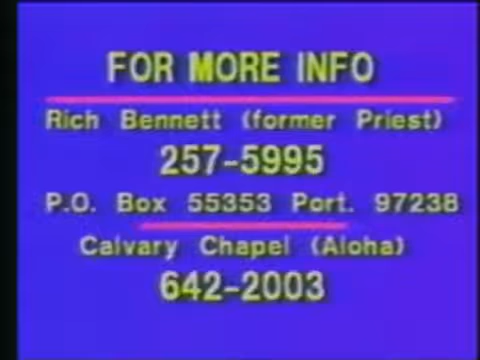 FOR MORE INFO
Rich Bennett (former Priest)
257-5995
P.O. Box 55353 Port. 97238
Calvary Chapel (Aloha)
642-2003